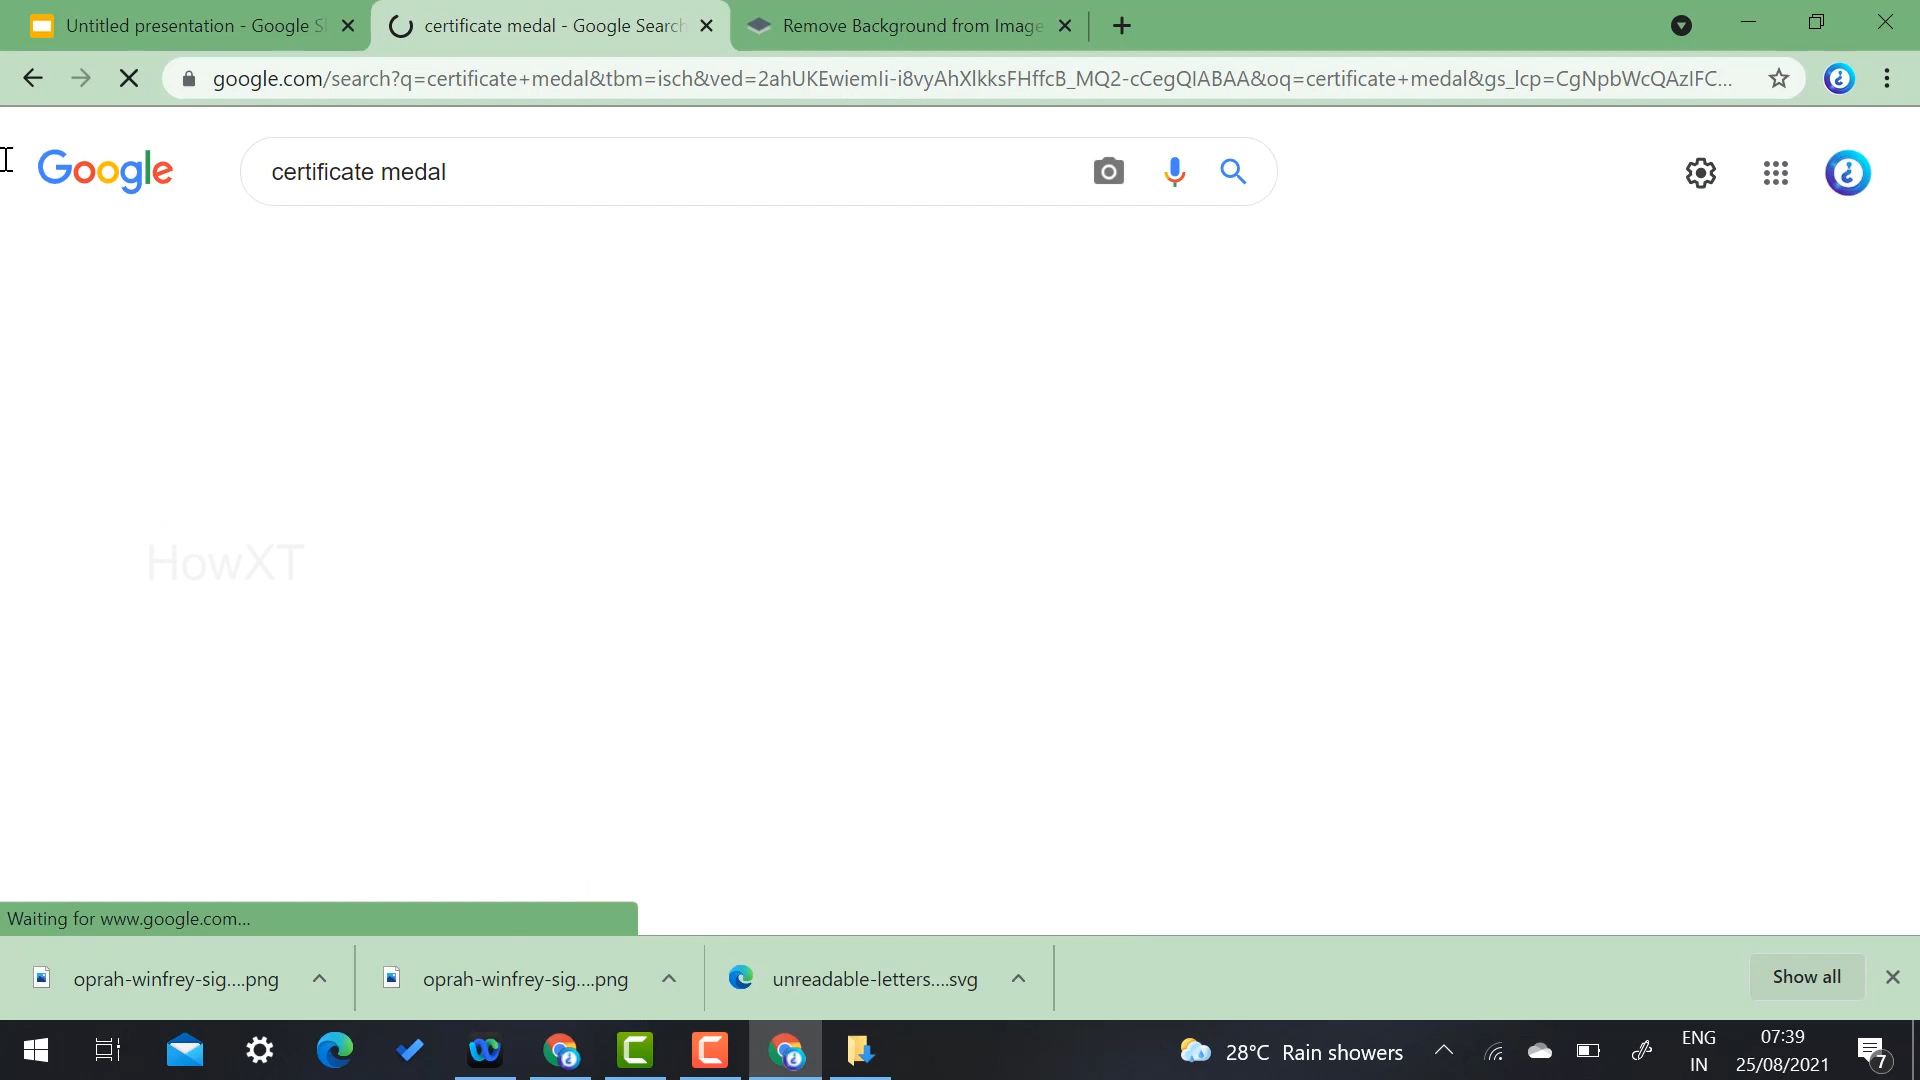 Untitled presentation - Google Sl
certificate medal - Google Search
Remove Background from Image
google.com/search?q=certificate+medal&tbm=isch&ved=2ahUKEwiemIi-i8vyAhXlkksFHffcB_MQ2-cCegQIABAA&oq=certificate+medal&gs_lcp=CgNpbWcQAzIFC...
Google
certificate medal
HowXT
Waiting for www.google.com...
oprah-winfrey-sig....png
oprah-winfrey-sig....png
unreadable-letters....svg
Show all
28°C Rain showers
ENG
IN
07:39
25/08/2021
7